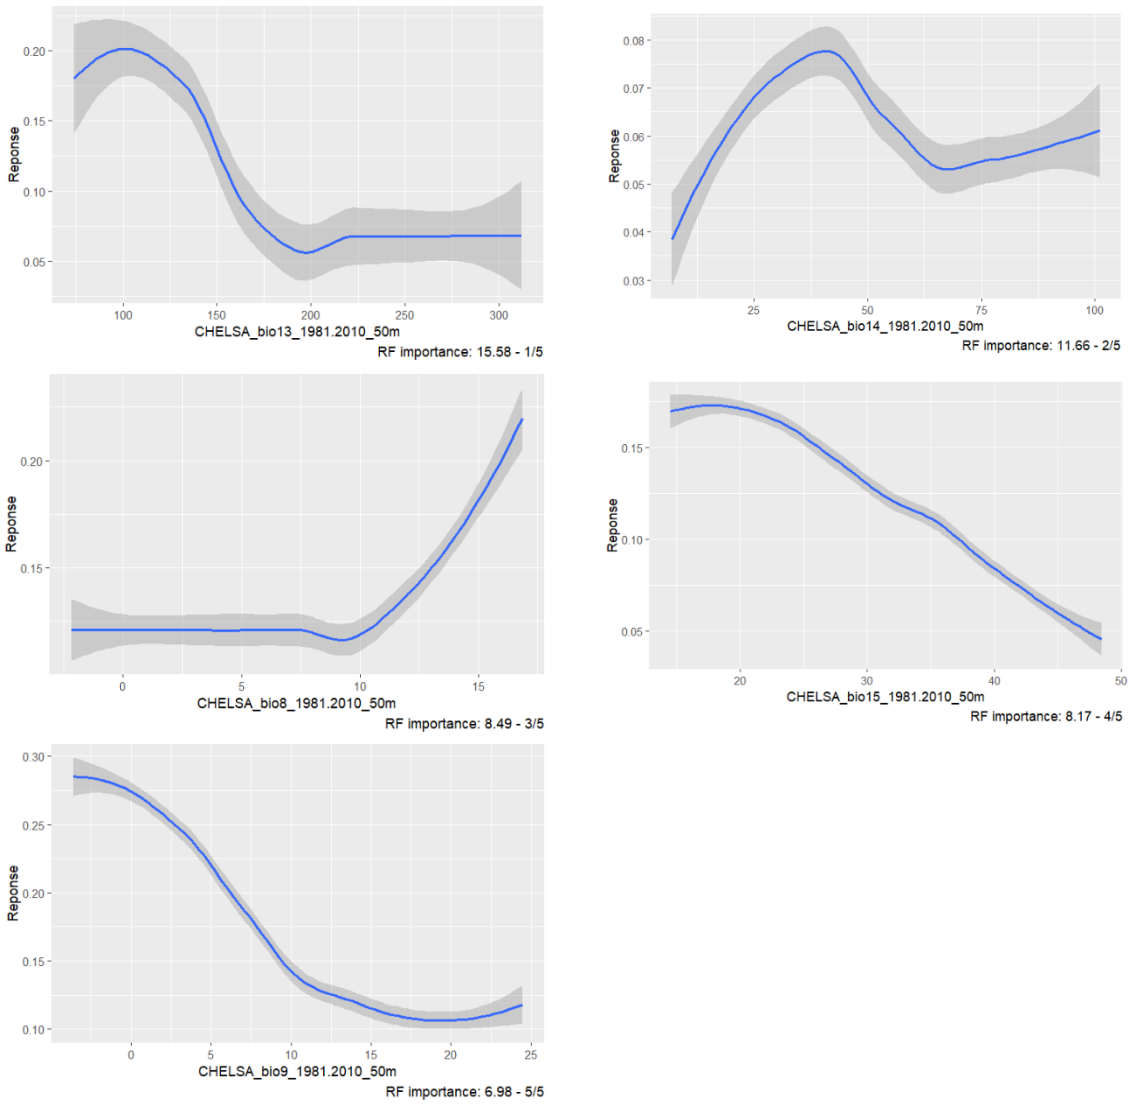 Reponse
0.20
0.15
0.10
0.05
100 150 200 250 300
CHELSA_bio13_1981.2010_50m
RF importance: 15.58 - 1/5
Reponse
0.08
0.07
0.06
0.05
0.04
0.03
25 50 75 100
CHELSA_bio14_1981.2010_50m
RF importance: 11.66 - 2/5
Reponse
0.20
0.15
0 5 10 15
CHELSA_bio8_1981.2010_50m
RF importance: 8.49 - 3/5
Reponse
0.15
0.10
0.05
20 30 40 50
CHELSA_bio15_1981.2010_50m
RF importance: 8.17 - 4/5
Reponse
0.30
0.25
0.20
0.15
0.10
0 5 10 15 20 25
CHELSA_bio9_1981.2010_50m
RF importance: 6.98 - 5/5